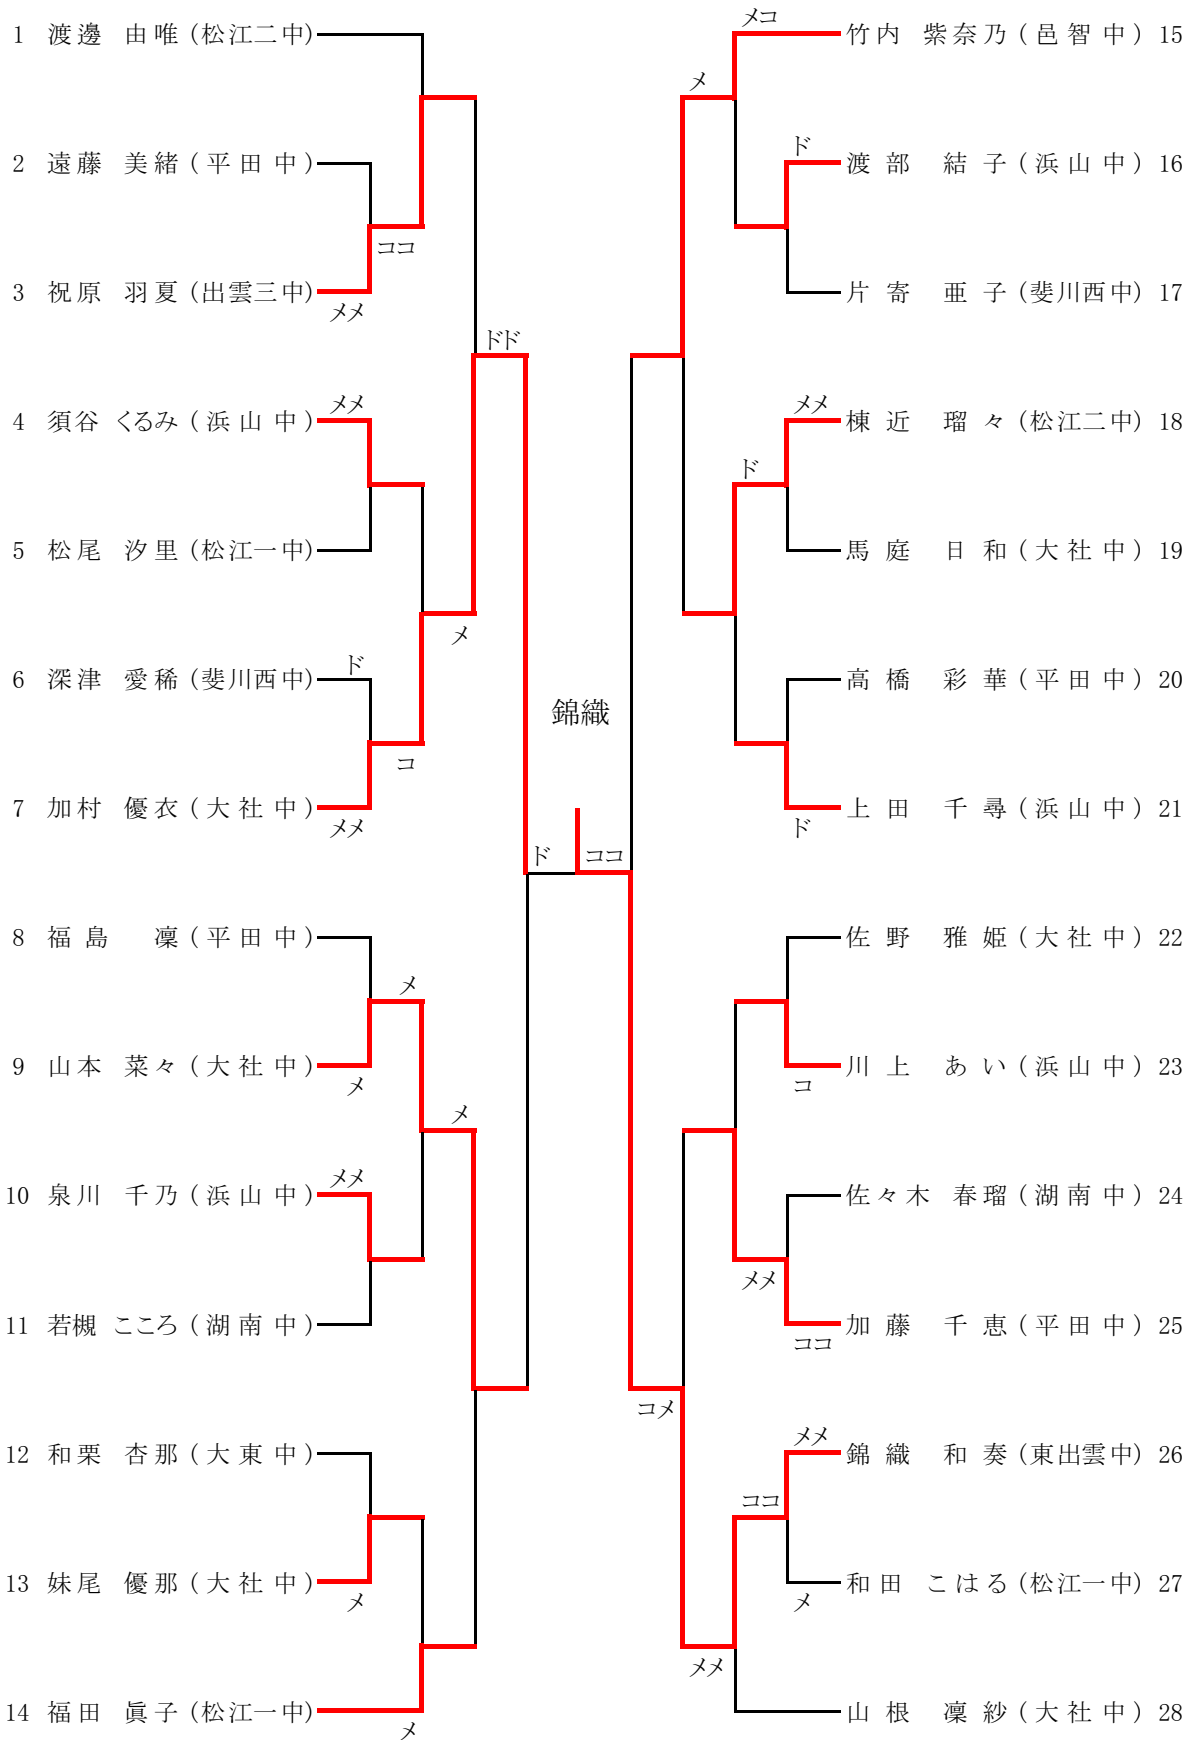 1 渡邊 由唯 (松江二中)
2 遠藤 美緒 (平田中)
ココ
3 祝原 羽夏 (出雲三中)
メメ
ドド
4 須谷 くるみ (浜山中)
メメ
5 松尾 汐里 (松江一中)
メ
6 深津 愛稀 (斐川西中)
ド
コ
7 加村 優衣 (大社中)
メメ
8 福島 凜 (平田中)
メ
9 山本 菜々 (大社中)
メ
メ
10 泉川 千乃 (浜山中)
メメ
11 若槻 こころ (湖南中)
12 和栗 杏那 (大東中)
13 妹尾 優那 (大社中)
メ
14 福田 眞子 (松江一中)
メ
錦織
ド
ココ
メコ
竹内 紫奈乃 (邑智中) 15
メ
ド
渡部 結子 (浜山中) 16
片寄 亜子 (斐川西中) 17
メメ
棟近 瑠々 (松江二中) 18
ド
馬庭 日和 (大社中) 19
高橋 彩華 (平田中) 20
上田 千尋 (浜山中) 21
ド
佐野 雅姫 (大社中) 22
川上 あい (浜山中) 23
コ
佐々木 春瑠 (湖南中) 24
メメ
加藤 千恵 (平田中) 25
ココ
コメ
メメ
錦織 和奏 (東出雲中) 26
ココ
和田 こはる (松江一中) 27
メ
メメ
山根 凜紗 (大社中) 28